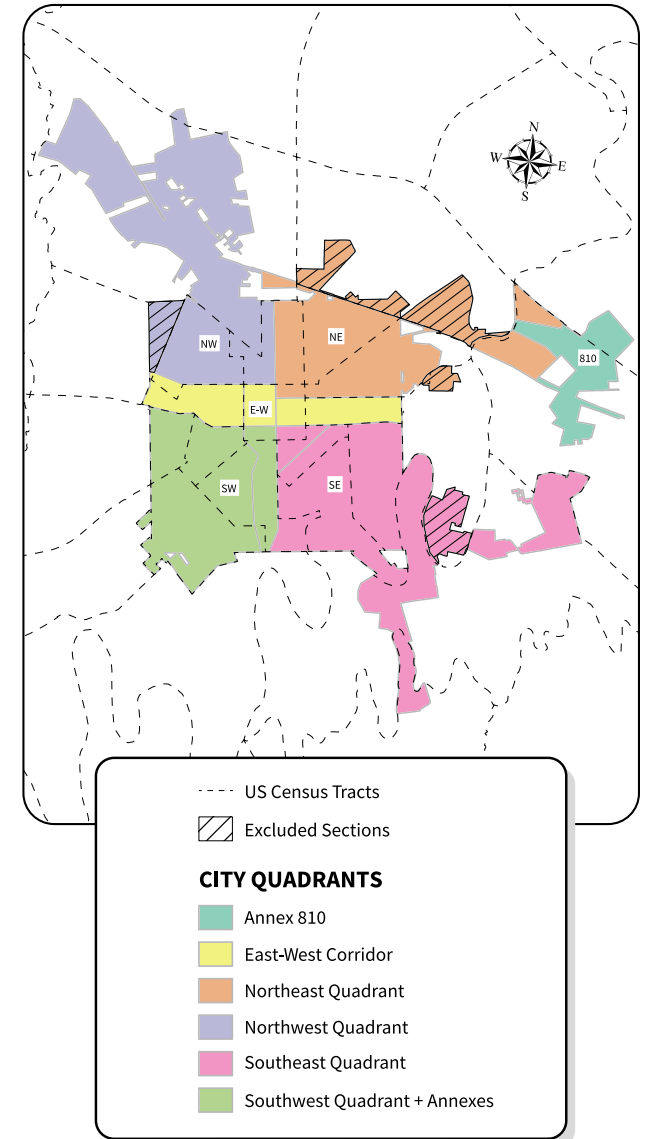 N
W E
S
NW
NE
810
E-W
SW
SE
US Census Tracts
Excluded Sections
CITY QUADRANTS
Annex 810
East-West Corridor
Northeast Quadrant
Northwest Quadrant
Southeast Quadrant
Southwest Quadrant + Annexes